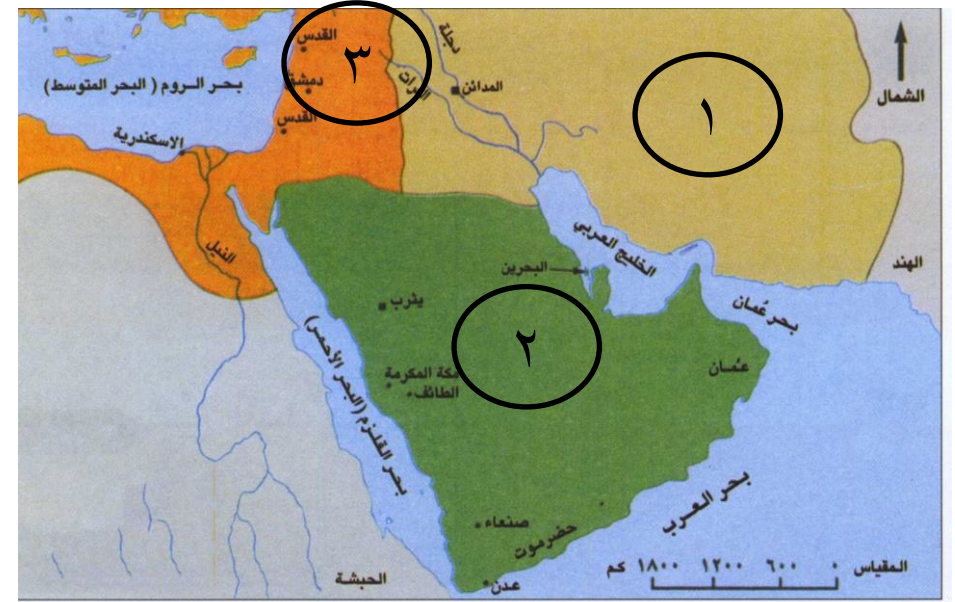 القدس
دجلة
٣
دمشق
الفرات
المدائن
١
الشمال
بحر الروم (البحر المتوسط)
القدس
الاسكندرية
النيل
الخليج العربي
البحرين
الهند
يثرب
٢
بحر عُمان
عُمان
مكة المكرمة
الطائف
بحر القلزم (البحر الأحمر)
بحر العرب
صنعاء
حضرموت
الحبشة
عدن
المقياس
٠ ٦٠٠ ١٢٠٠ ١٨٠٠ كم